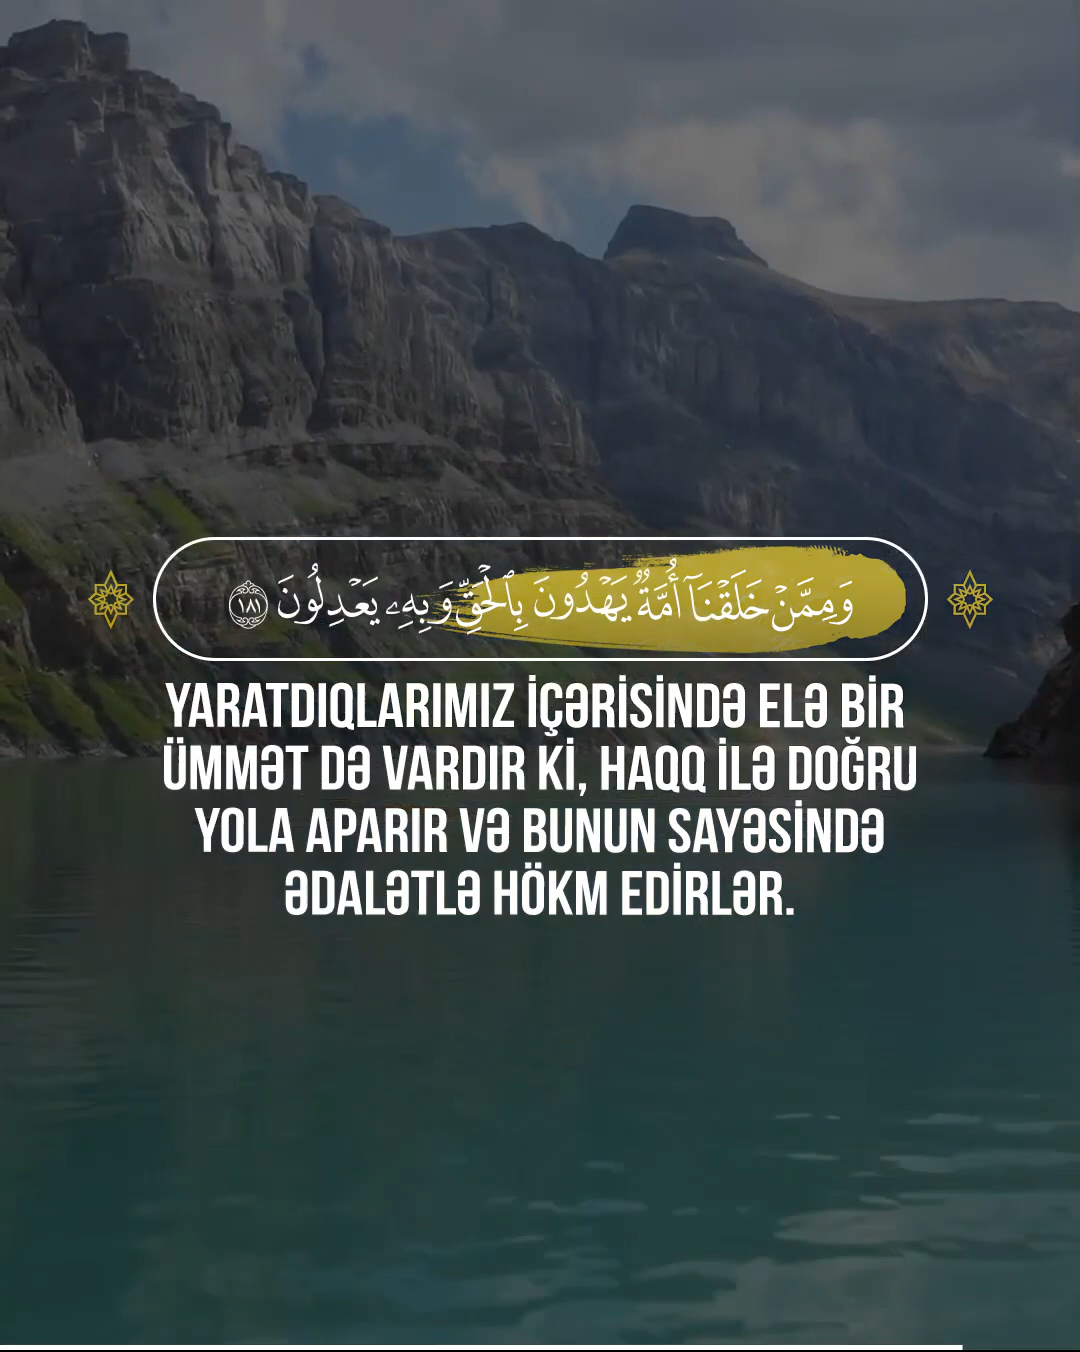 وَمِمَّنْ خَلَقْنَآ أُمَّةٌ يَهْدُونَ بِٱلْحَقِّ وَبِهِۦ يَعْدِلُونَ ١٨١
YARATDIQLARIMIZ İÇƏRİSİNDƏ ELƏ BİR
ÜMMƏT DƏ VARDIR Kİ, HAQQ İLƏ DOĞRU
YOLA APARIR VƏ BUNUN SAYƏSİNDƏ
ƏDALƏTLƏ HÖKM EDİRLƏR.